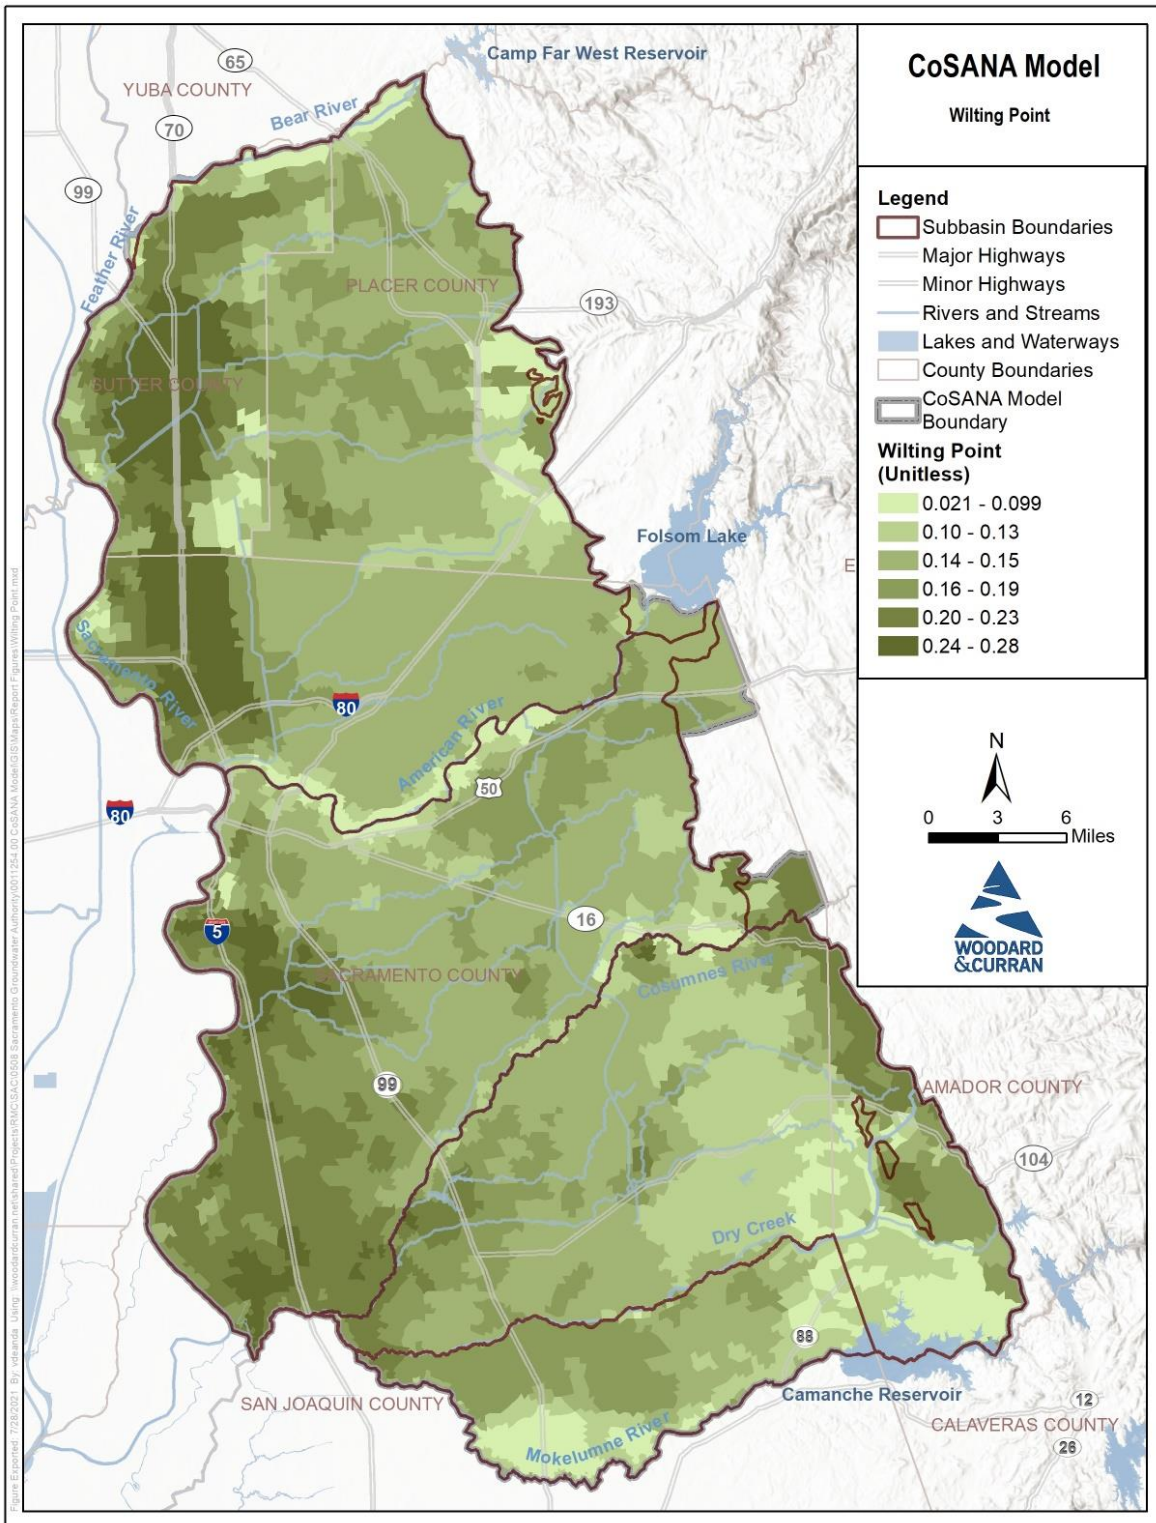 CoSANA Model
Wilting Point
Legend
Subbasin Boundaries
Major Highways
Minor Highways
Rivers and Streams
Lakes and Waterways
County Boundaries
CoSANA Model
Boundary
Wilting Point
(Unitless)
0.021 - 0.099
0.10 - 0.13
0.14 - 0.15
0.16 - 0.19
0.20 - 0.23
0.24 - 0.28
N
0 3 6
Miles
WOODARD
&CURRAN
Camp Far West Reservoir
65
YUBA COUNTY
Bear River
70
99
Feather River
PLACER COUNTY
193
SUTTER COUNTY
Folsom Lake
E
Sacramento River
80
American River
50
80
16
5
SACRAMENTO COUNTY
Cosumnes River
99
AMADOR COUNTY
104
Dry Creek
88
Camanche Reservoir
SAN JOAQUIN COUNTY
12
CALAVERAS COUNTY
26
Mokelumne River